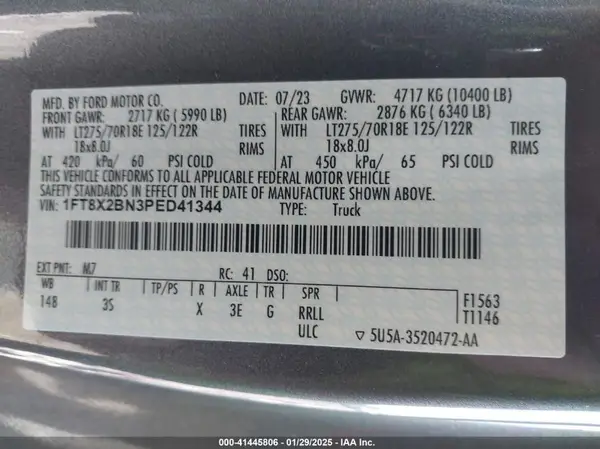 MFD. BY FORD MOTOR CO. DATE: 07/23 GVWR: 4717 KG (10400 LB)
FRONT GAWR: 2717 KG (5990 LB) REAR GAWR: 2876 KG (6340 LB)
WITH LT275/70R18E 125/122R TIRES WITH LT275/70R18E 125/122R TIRES
18x8.0J RIMS 18x8.0J RIMS
AT 420 kPa/ 60 PSI COLD AT 450 kPa/ 65 PSI COLD
THIS VEHICLE CONFORMS TO ALL APPLICABLE FEDERAL MOTOR VEHICLE
SAFETY STANDARDS IN EFFECT ON THE DATE OF MANUFACTURE SHOWN ABOVE.
VIN: 1FT8X2BN3PED41344 TYPE: Truck
EXT PNT: M7 RC: 41 DSO:
WB INT TR TP/PS R AXLE TR SPR F1563
148 3S X 3E G RRLL T1146
ULC ▽ 5U5A-3520472-AA
000-41445806 - 01/29/2025 - IAA Inc.